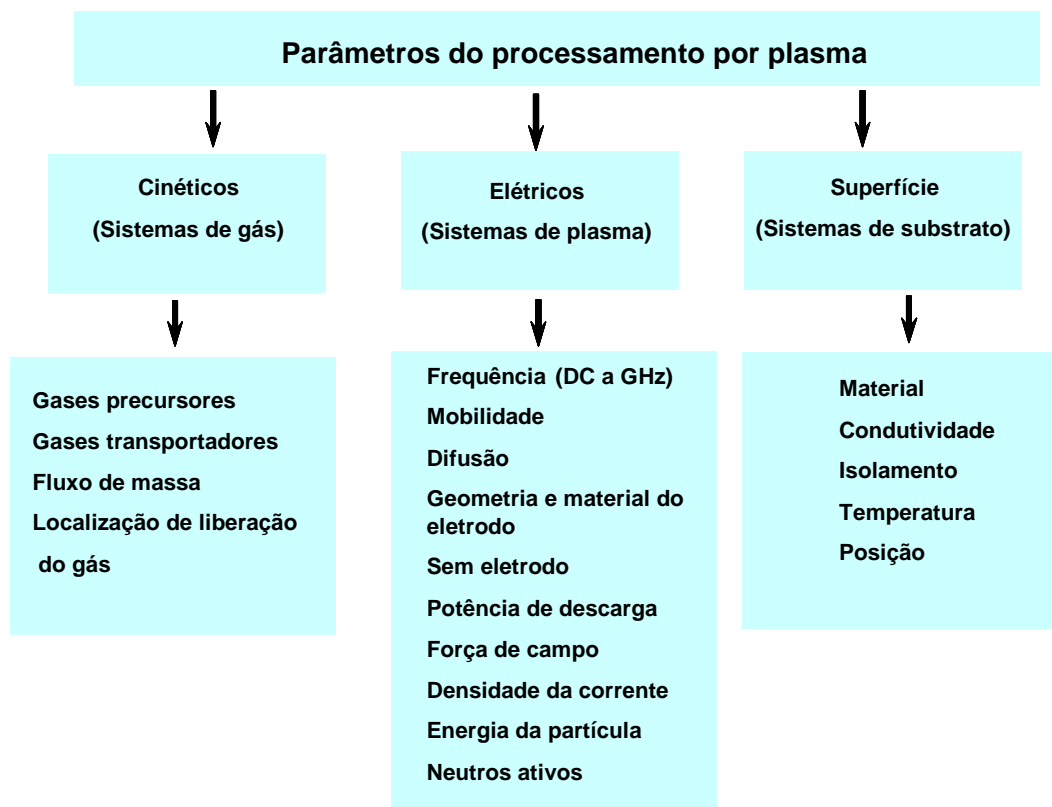 Parâmetros do processamento por plasma
Cinéticos
(Sistemas de gás)
Elétricos
(Sistemas de plasma)
Superfície
(Sistemas de substrato)
Gases precursores
Gases transportadores
Fluxo de massa
Localização de liberação
do gás
Frequência (DC a GHz)
Mobilidade
Difusão
Geometria e material do
eletrodo
Sem eletrodo
Potência de descarga
Força de campo
Densidade da corrente
Energia da partícula
Neutros ativos
Material
Condutividade
Isolamento
Temperatura
Posição